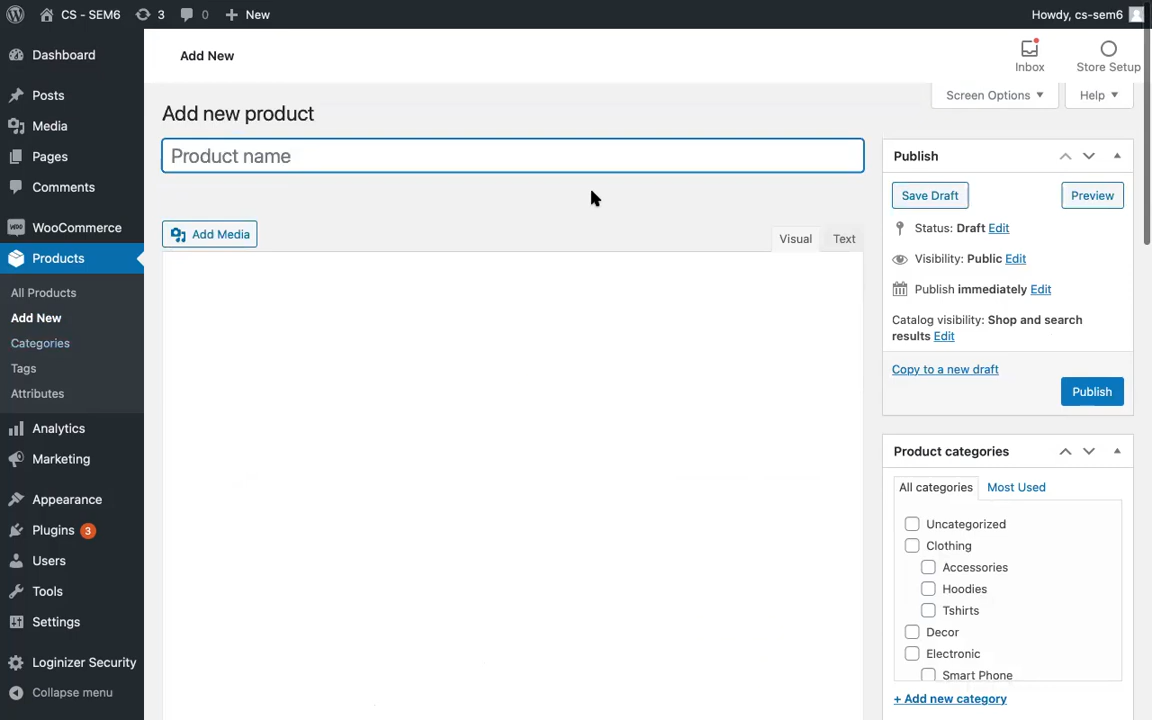 CS - SEM6 3 0 New Howdy, cs-sem6
Dashboard
Posts
Media
Pages
Comments
WOO WooCommerce
Products
All Products
Add New
Categories
Tags
Attributes
Analytics
Marketing
Appearance
Plugins 3
Users
Tools
Settings
Loginizer Security
Collapse menu
Add New
Inbox
Store Setup
Screen Options
Help
Add new product
Product name
Add Media
Visual
Text
Publish
Save Draft
Preview
Status: Draft Edit
Visibility: Public Edit
Publish immediately Edit
Catalog visibility: Shop and search
results Edit
Copy to a new draft
Publish
Product categories
All categories
Most Used
Uncategorized
Clothing
Accessories
Hoodies
Tshirts
Decor
Electronic
Smart Phone
+ Add new category